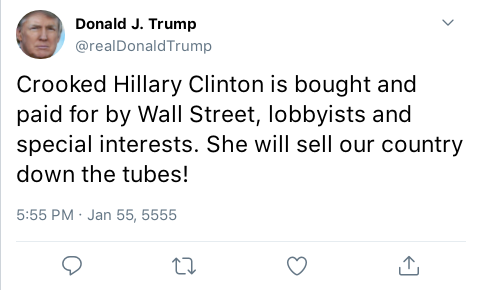 Donald J. Trump
@realDonaldTrump
Crooked Hillary Clinton is bought and
paid for by Wall Street, lobbyists and
special interests. She will sell our country
down the tubes!
5:55 PM · Jan 55, 5555